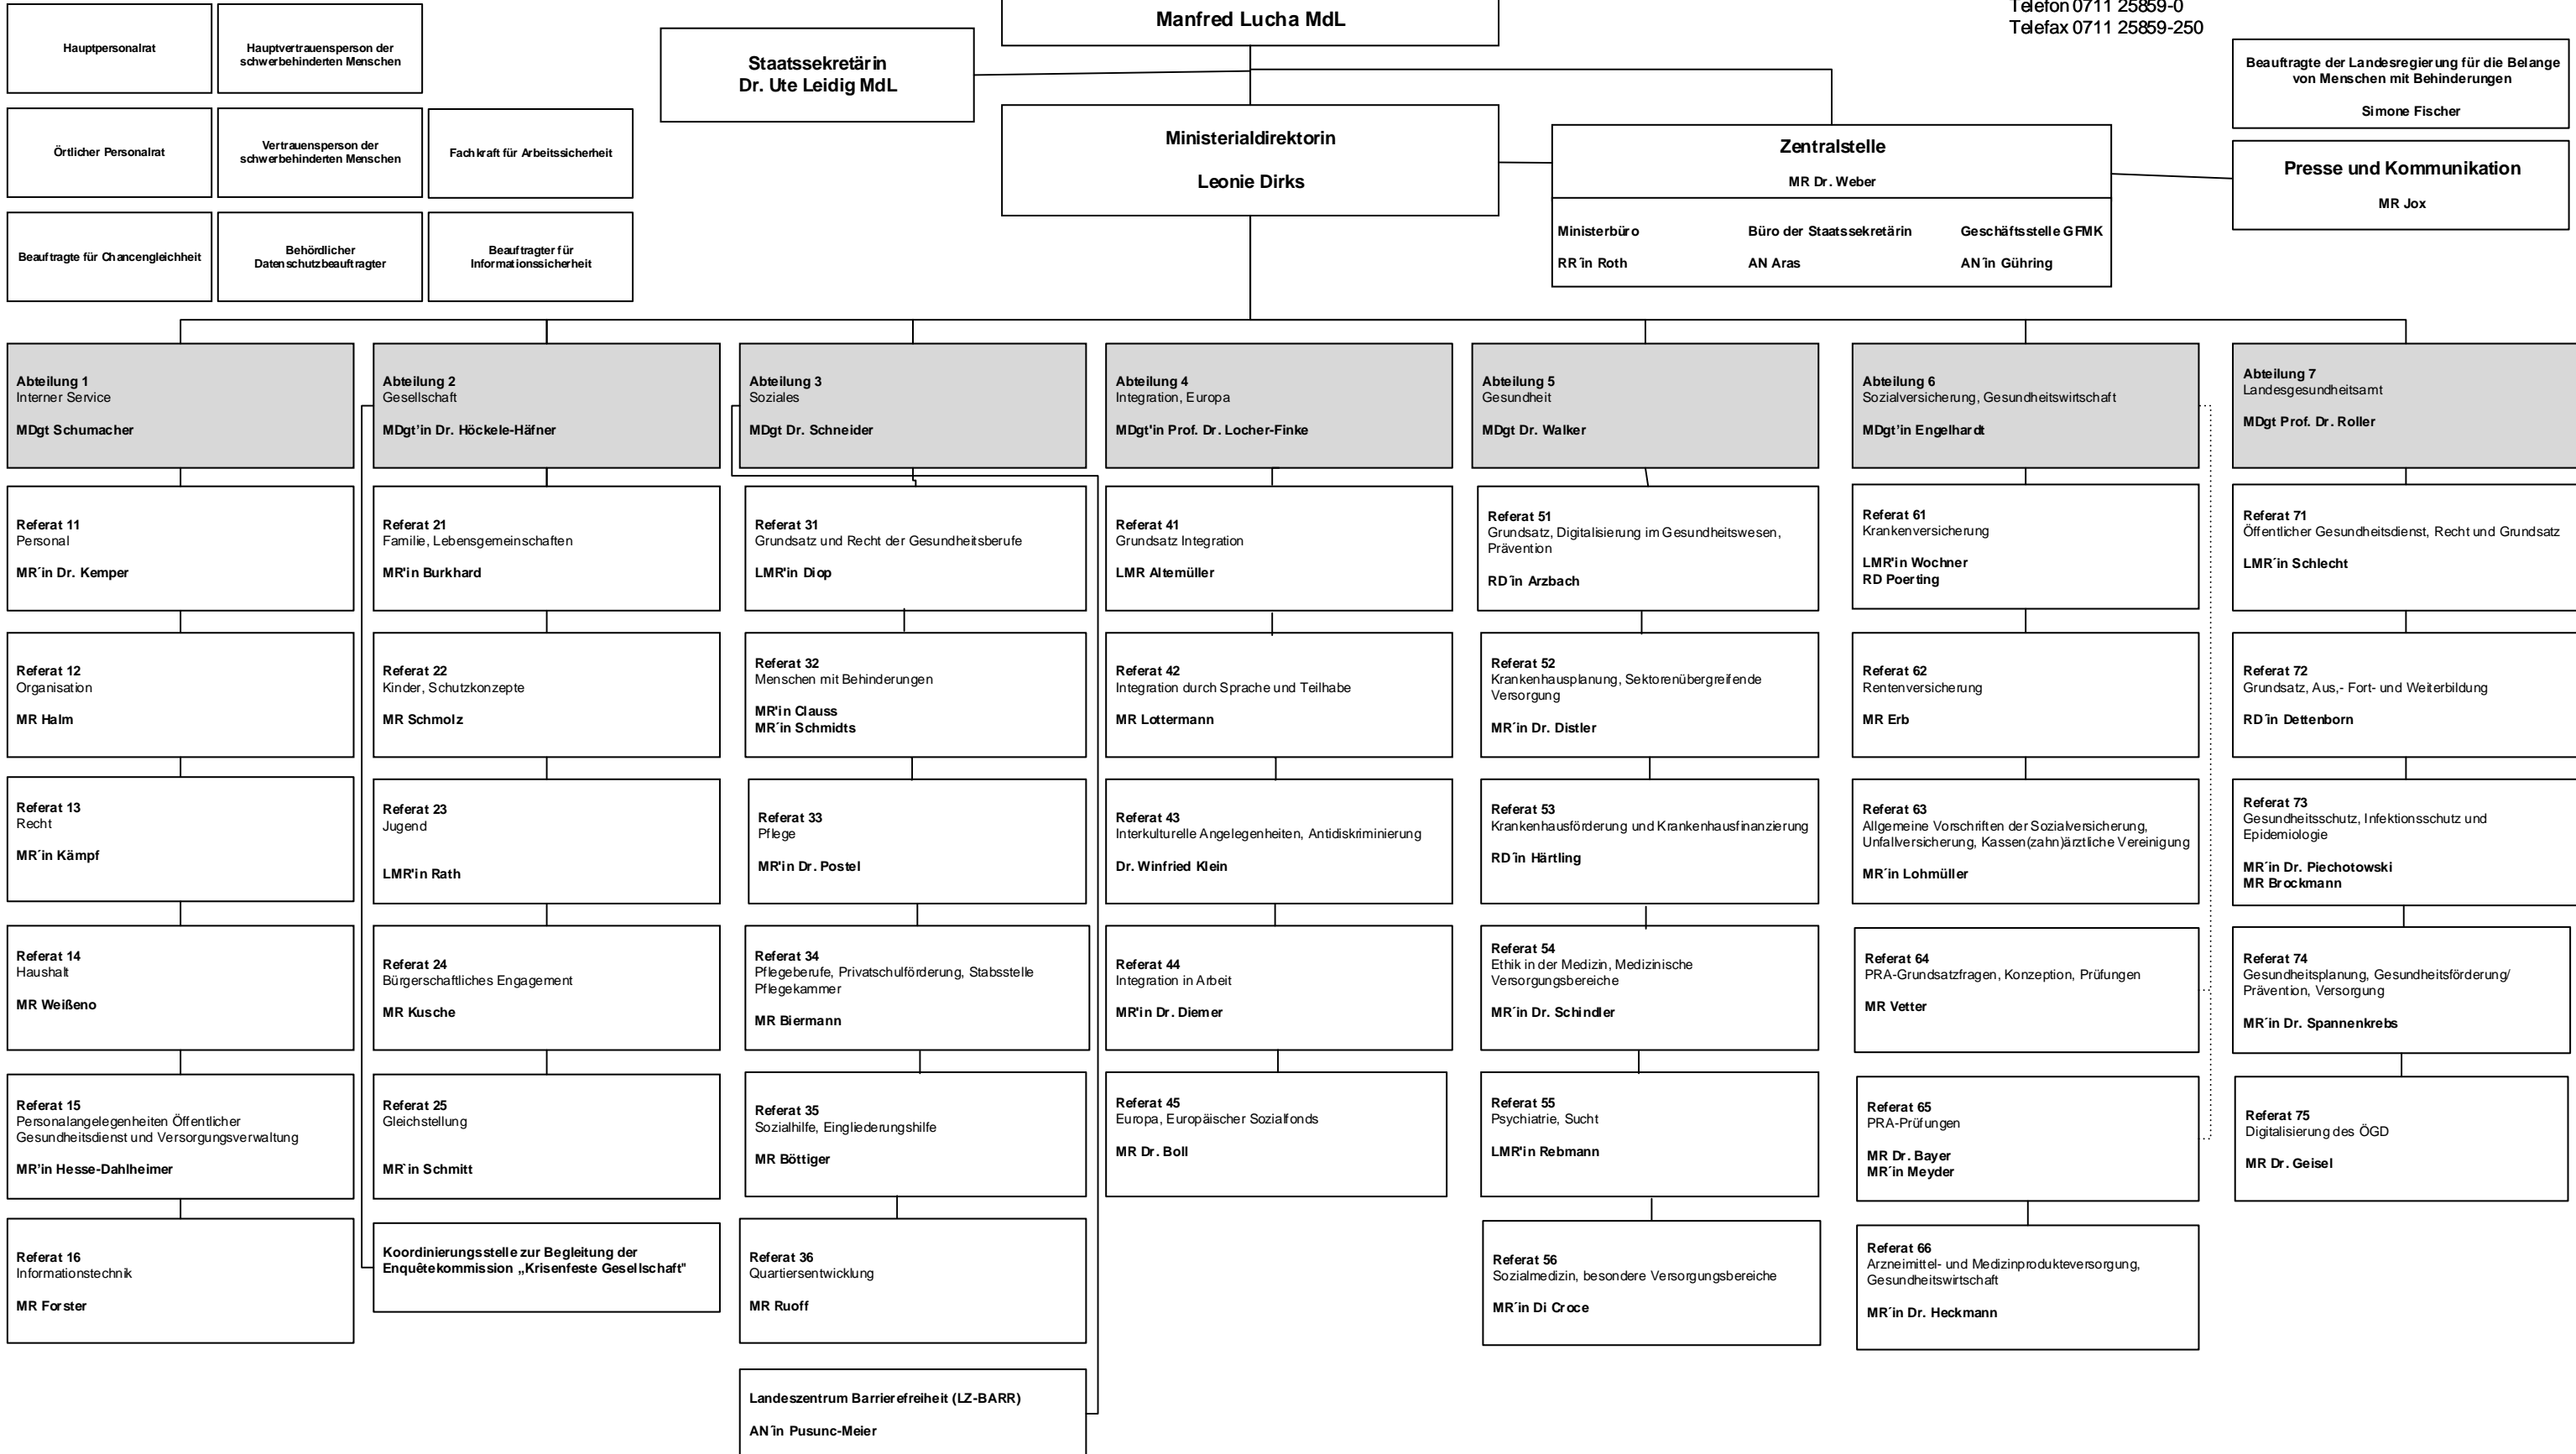 Manfred Lucha MdL
Telefon 0711 25859-0
Telefax 0711 25859-250
Hauptpersonalrat
Hauptvertrauensperson der
schwerbehinderten Menschen
Staatssekretärin
Dr. Ute Leidig MdL
Beauftragte der Landesregierung für die Belange
von Menschen mit Behinderungen
Simone Fischer
Örtlicher Personalrat
Vertrauensperson der
schwerbehinderten Menschen
Fachkraft für Arbeitssicherheit
Ministerialdirektorin
Leonie Dirks
Zentralstelle
MR Dr. Weber
Ministerbüro
RR´in Roth
Büro der Staatssekretärin
AN Aras
Geschäftsstelle GFMK
AN´in Gühring
Presse und Kommunikation
MR Jox
Beauftragte für Chancengleichheit
Behördlicher
Datenschutzbeauftragter
Beauftragter für
Informationssicherheit
Abteilung 1
Interner Service
MDgt Schumacher
Referat 11
Personal
MR´in Dr. Kemper
Referat 12
Organisation
MR Halm
Referat 13
Recht
MR´in Kämpf
Referat 14
Haushalt
MR Weißeno
Referat 15
Personalangelegenheiten Öffentlicher
Gesundheitsdienst und Versorgungsverwaltung
MR’in Hesse-Dahlheimer
Referat 16
Informationstechnik
MR Forster
Abteilung 2
Gesellschaft
MDgt’in Dr. Höckele-Häfner
Referat 21
Familie, Lebensgemeinschaften
MR'in Burkhard
Referat 22
Kinder, Schutzkonzepte
MR Schmolz
Referat 23
Jugend
LMR'in Rath
Referat 24
Bürgerschaftliches Engagement
MR Kusche
Referat 25
Gleichstellung
MR`in Schmitt
Koordinierungsstelle zur Begleitung der
Enquêtekommission „Krisenfeste Gesellschaft"
Abteilung 3
Soziales
MDgt Dr. Schneider
Referat 31
Grundsatz und Recht der Gesundheitsberufe
LMR'in Diop
Referat 32
Menschen mit Behinderungen
MR'in Clauss
MR´in Schmidts
Referat 33
Pflege
MR'in Dr. Postel
Referat 34
Pflegeberufe, Privatschulförderung, Stabsstelle
Pflegekammer
MR Biermann
Referat 35
Sozialhilfe, Eingliederungshilfe
MR Böttiger
Referat 36
Quartiersentwicklung
MR Ruoff
Landeszentrum Barrierefreiheit (LZ-BARR)
AN´in Pusunc-Meier
Abteilung 4
Integration, Europa
MDgt'in Prof. Dr. Locher-Finke
Referat 41
Grundsatz Integration
LMR Altemüller
Referat 42
Integration durch Sprache und Teilhabe
MR Lottermann
Referat 43
Interkulturelle Angelegenheiten, Antidiskriminierung
Dr. Winfried Klein
Referat 44
Integration in Arbeit
MR'in Dr. Diemer
Referat 45
Europa, Europäischer Sozialfonds
MR Dr. Boll
Abteilung 5
Gesundheit
MDgt Dr. Walker
Referat 51
Grundsatz, Digitalisierung im Gesundheitswesen,
Prävention
RD´in Arzbach
Referat 52
Krankenhausplanung, Sektorenübergreifende
Versorgung
MR´in Dr. Distler
Referat 53
Krankenhausförderung und Krankenhausfinanzierung
RD´in Härtling
Referat 54
Ethik in der Medizin, Medizinische
Versorgungsbereiche
MR´in Dr. Schindler
Referat 55
Psychiatrie, Sucht
LMR'in Rebmann
Referat 56
Sozialmedizin, besondere Versorgungsbereiche
MR´in Di Croce
Abteilung 6
Sozialversicherung, Gesundheitswirtschaft
MDgt’in Engelhardt
Referat 61
Krankenversicherung
LMR'in Wochner
RD Poerting
Referat 62
Rentenversicherung
MR Erb
Referat 63
Allgemeine Vorschriften der Sozialversicherung,
Unfallversicherung, Kassen(zahn)ärztliche Vereinigung
MR´in Lohmüller
Referat 64
PRA-Grundsatzfragen, Konzeption, Prüfungen
MR Vetter
Referat 65
PRA-Prüfungen
MR Dr. Bayer
MR´in Meyder
Referat 66
Arzneimittel- und Medizinprodukteversorgung,
Gesundheitswirtschaft
MR´in Dr. Heckmann
Abteilung 7
Landesgesundheitsamt
MDgt Prof. Dr. Roller
Referat 71
Öffentlicher Gesundheitsdienst, Recht und Grundsatz
LMR´in Schlecht
Referat 72
Grundsatz, Aus,- Fort- und Weiterbildung
RD´in Dettenborn
Referat 73
Gesundheitsschutz, Infektionsschutz und
Epidemiologie
MR´in Dr. Piechotowski
MR Brockmann
Referat 74
Gesundheitsplanung, Gesundheitsförderung/
Prävention, Versorgung
MR´in Dr. Spannenkrebs
Referat 75
Digitalisierung des ÖGD
MR Dr. Geisel